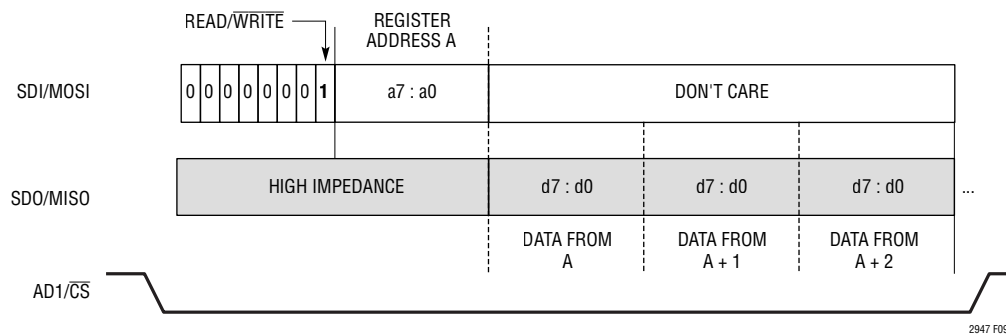 READ/WRITE
REGISTER
ADDRESS A
SDI/MOSI
0 0 0 0 0 0 0 1
a7 : a0
DON'T CARE
SDO/MISO
HIGH IMPEDANCE
d7 : d0
d7 : d0
d7 : d0
...
DATA FROM
A
DATA FROM
A + 1
DATA FROM
A + 2
AD1/CS
2947 F09